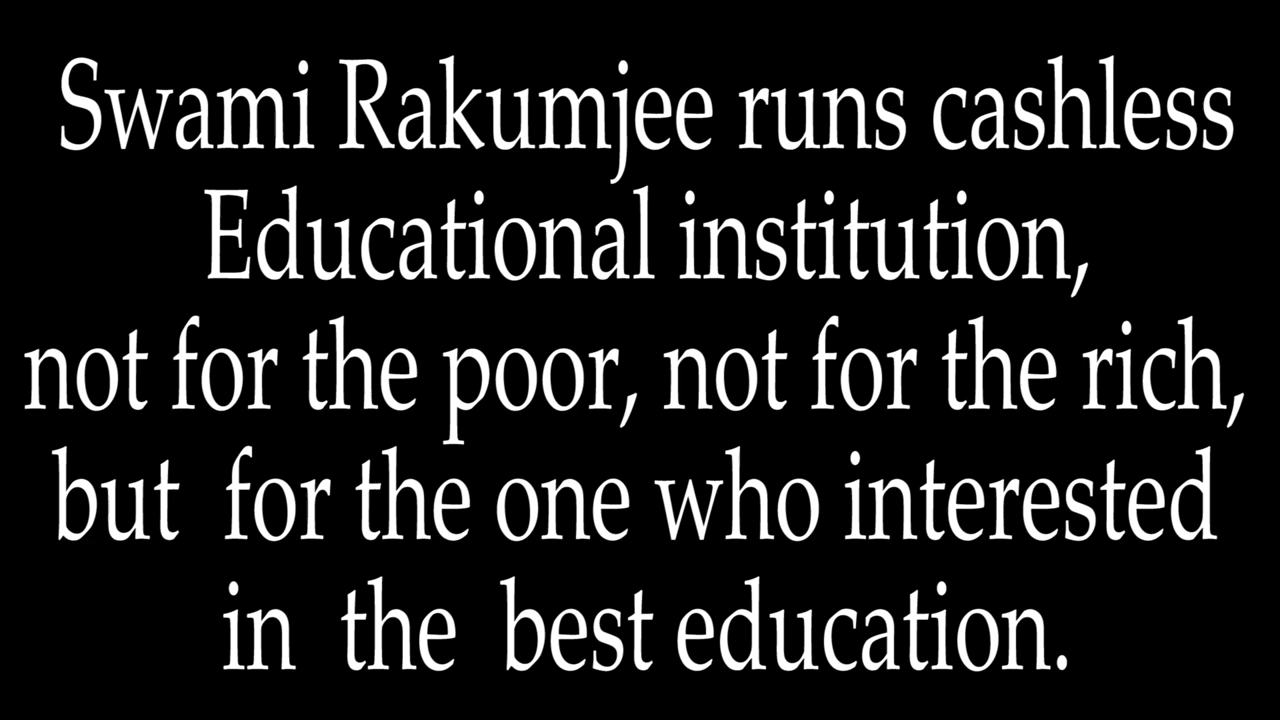 Swami Rakumjee runs cashless
Educational institution,
not for the poor, not for the rich,
but for the one who interested
in the best education.